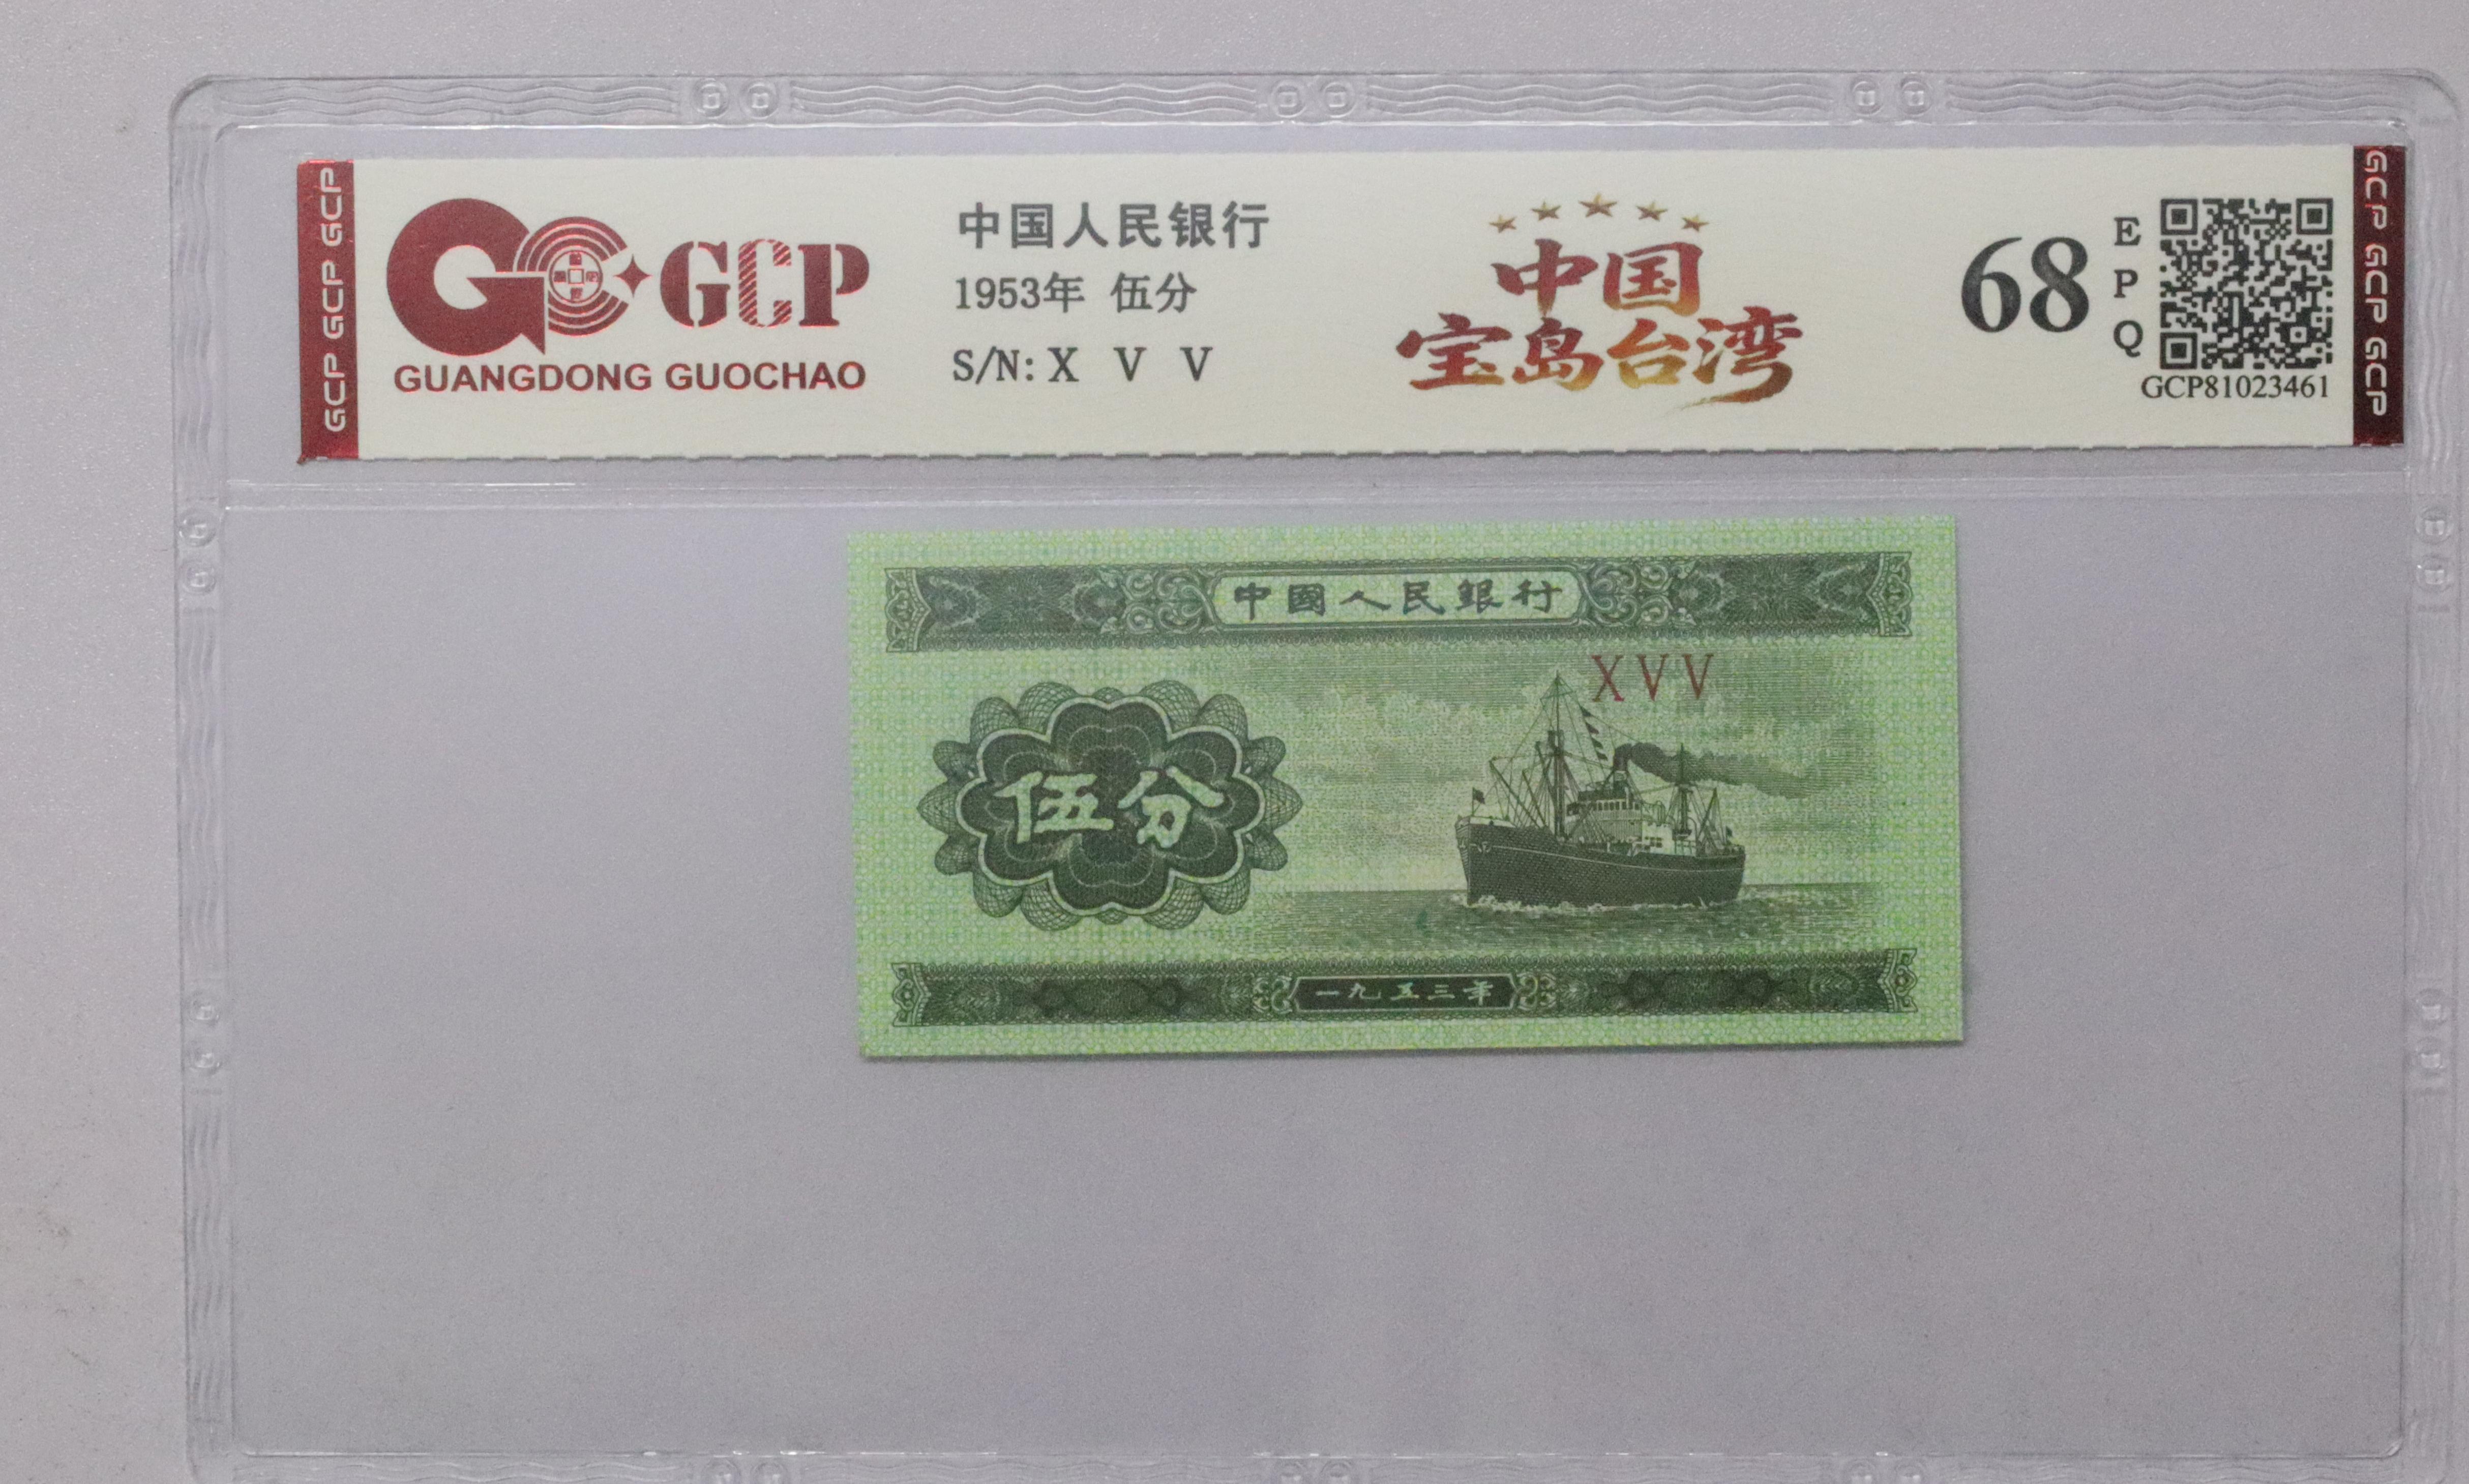 GCP GCP GCP
GCP
GUANGDONG GUOCHAO
中国人民银行
1953年 伍分
S/N: X V V
中国
宝岛台湾
68
E
P
Q
GCP81023461
GCP GCP GCP
中國人民銀行
XVV
伍分
一九五三年